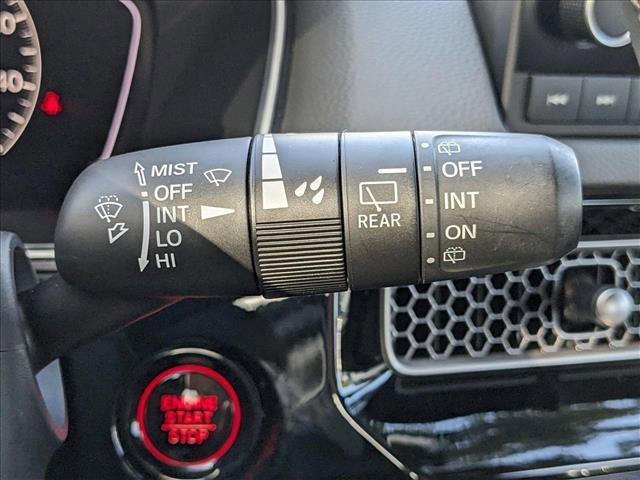 MIST
OFF
INT
LO
HI
REAR
OFF
INT
ON
ENGINE
START
STOP